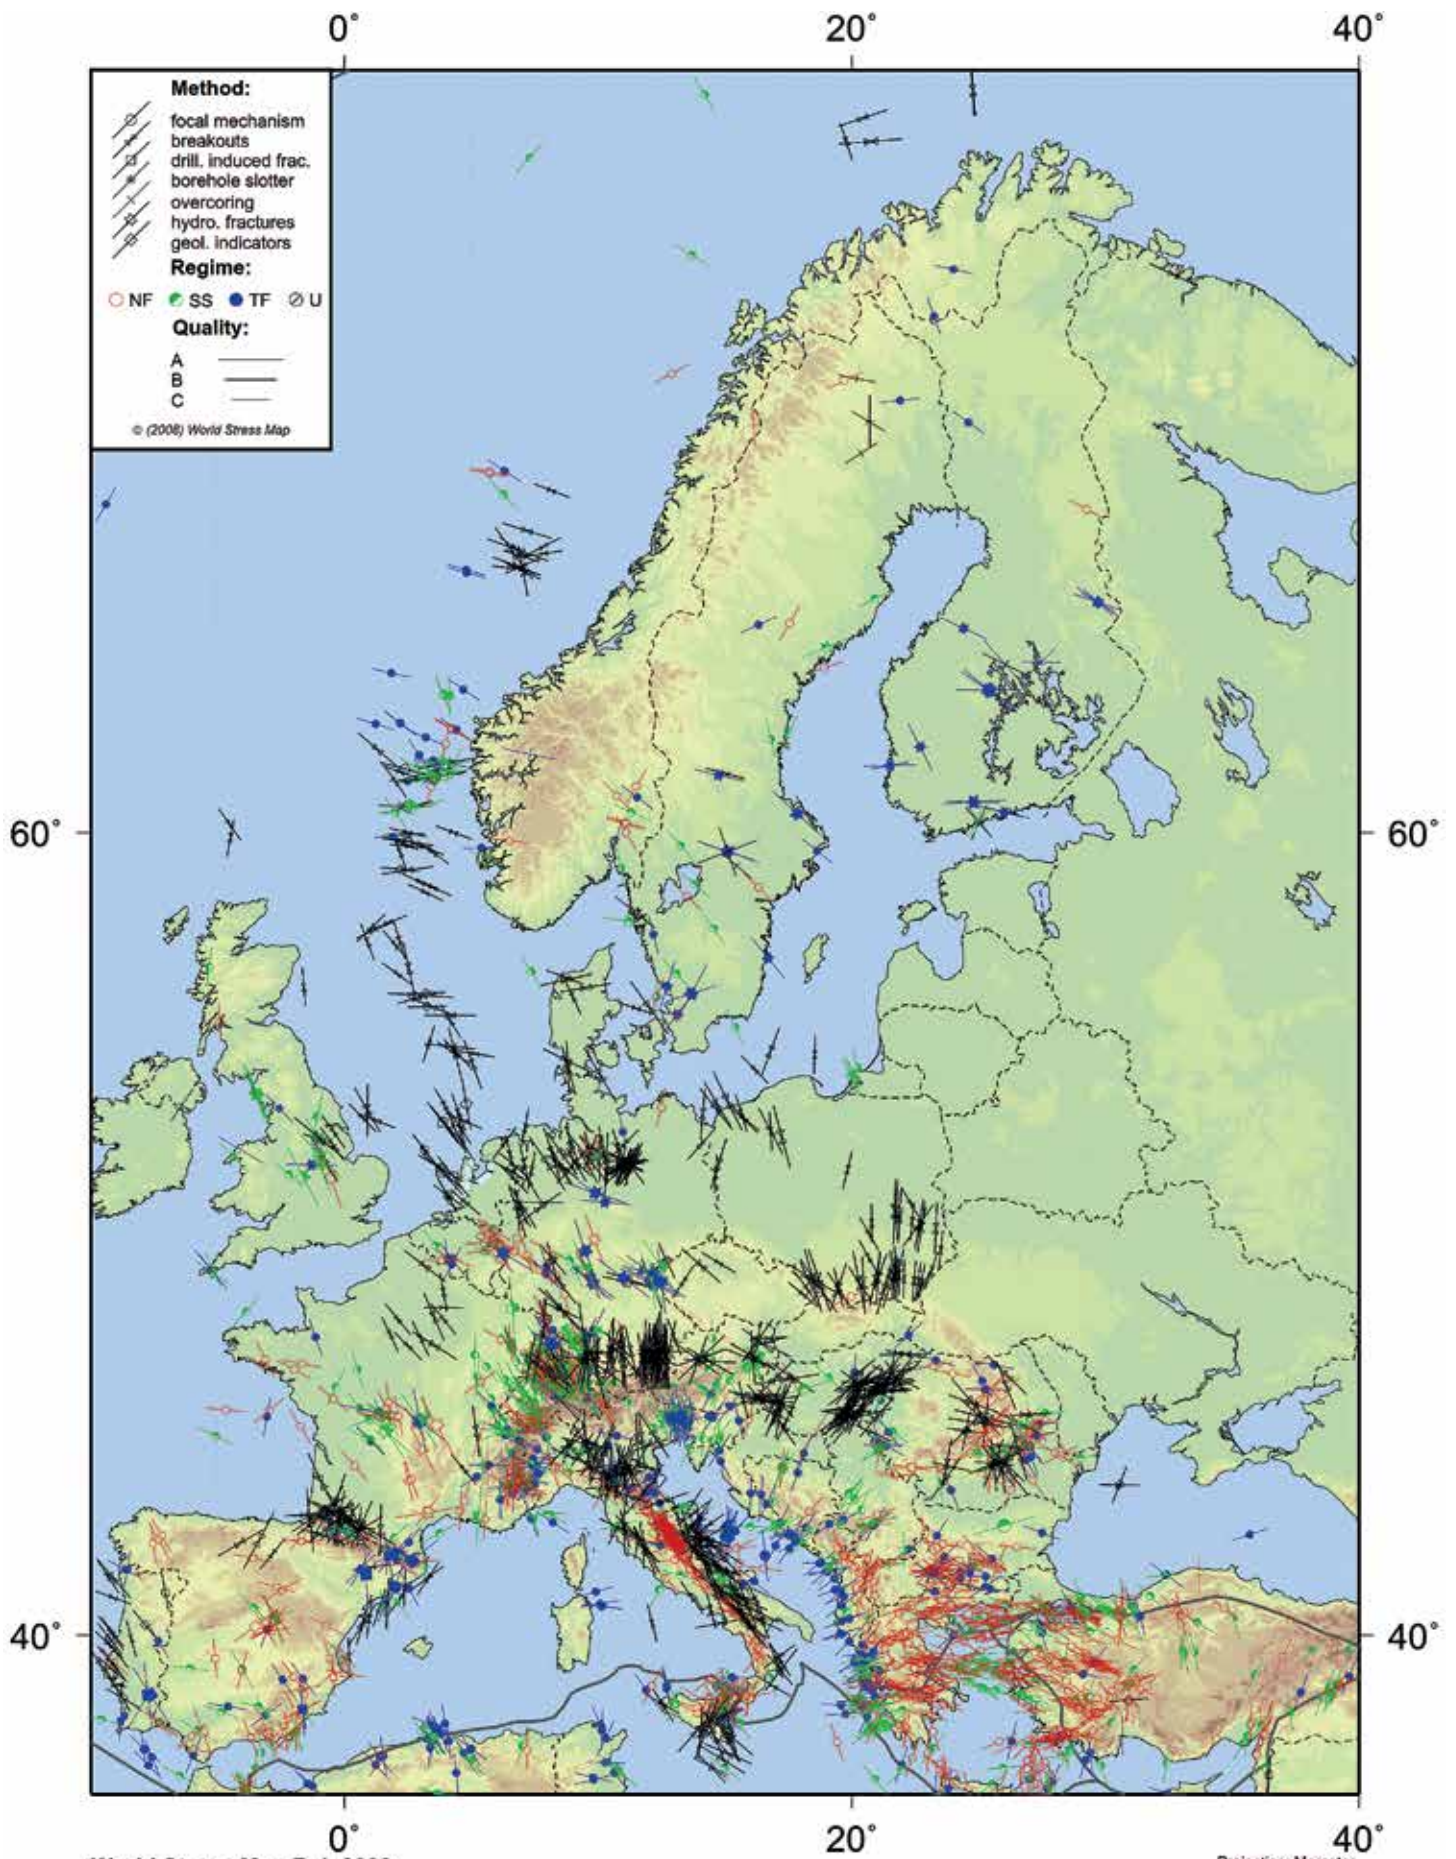 0° 20° 40°
Method:
focal mechanism
breakouts
drill. induced frac.
borehole slotter
overcoring
hydro. fractures
geol. indicators
Regime:
NF SS TF U
Quality:
A
B
C
© (2008) World Stress Map
60° 60°
40° 40°
0° 20° 40°